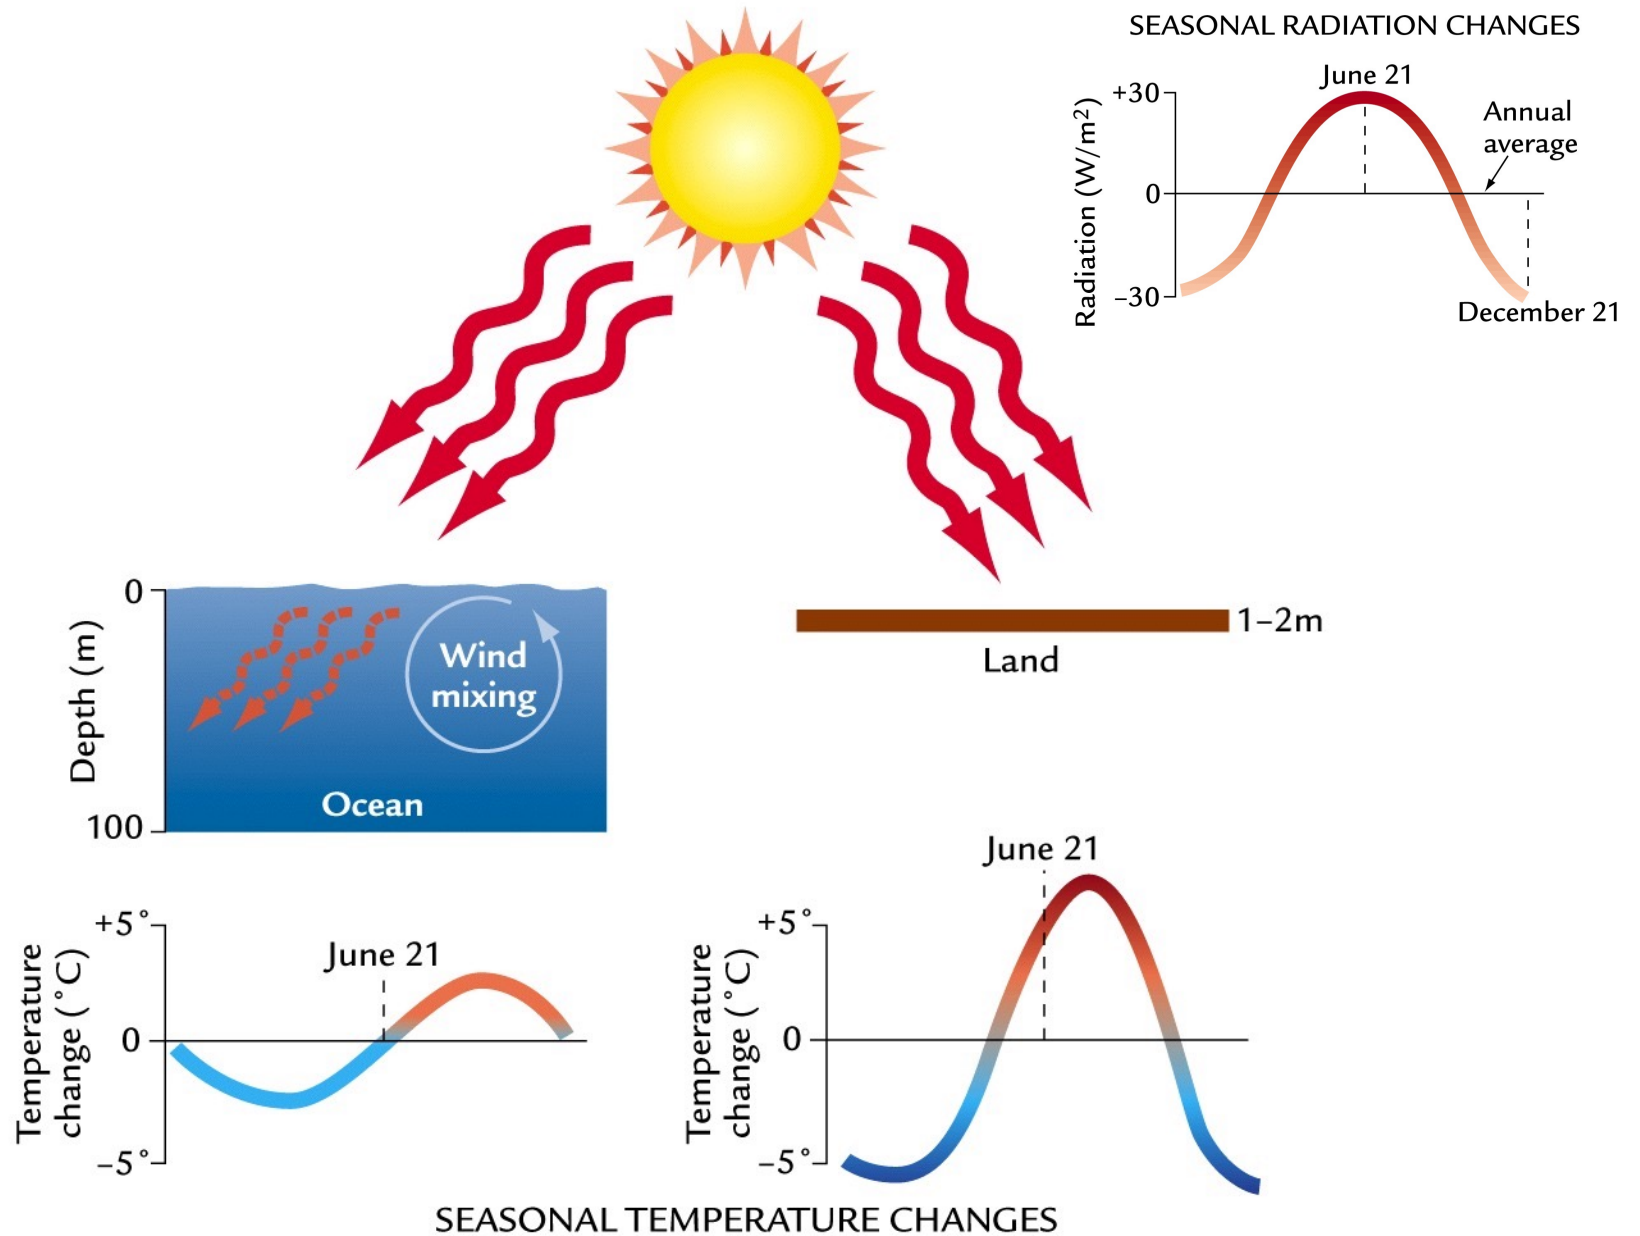 SEASONAL RADIATION CHANGES
June 21
+30
Annual
average
Radiation (W/m²)
0
–30
December 21
0
Depth (m)
Wind
mixing
Ocean
100
1–2m
Land
+5°
June 21
Temperature
change (°C)
0
–5°
June 21
+5°
Temperature
change (°C)
0
–5°
SEASONAL TEMPERATURE CHANGES